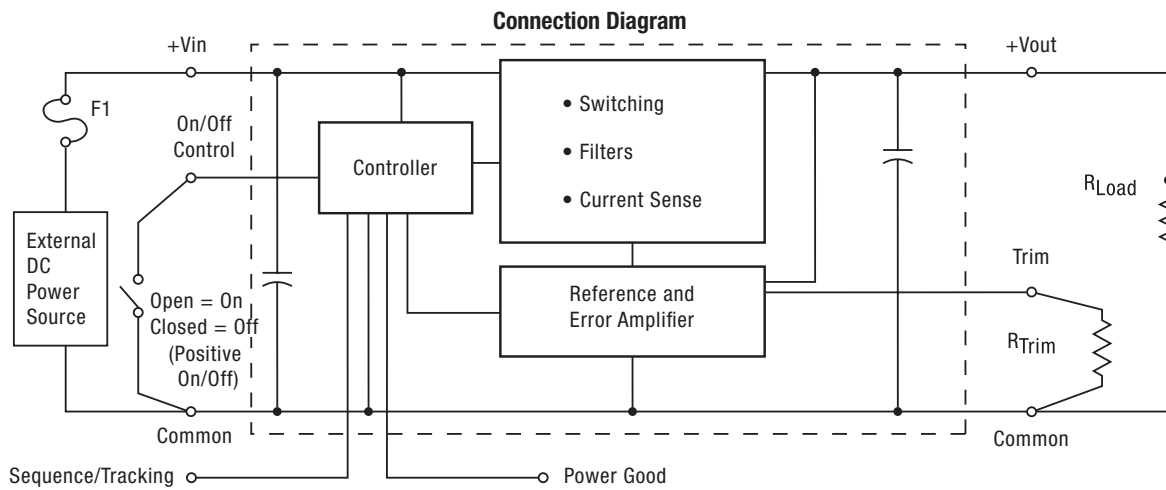 Connection Diagram
+Vin
+Vout
F1
On/Off
Control
Controller
• Switching
• Filters
• Current Sense
RLoad
External
DC
Power
Source
Open = On
Closed = Off
(Positive
On/Off)
Reference and
Error Amplifier
Trim
RTrim
Common
Common
Sequence/Tracking
Power Good